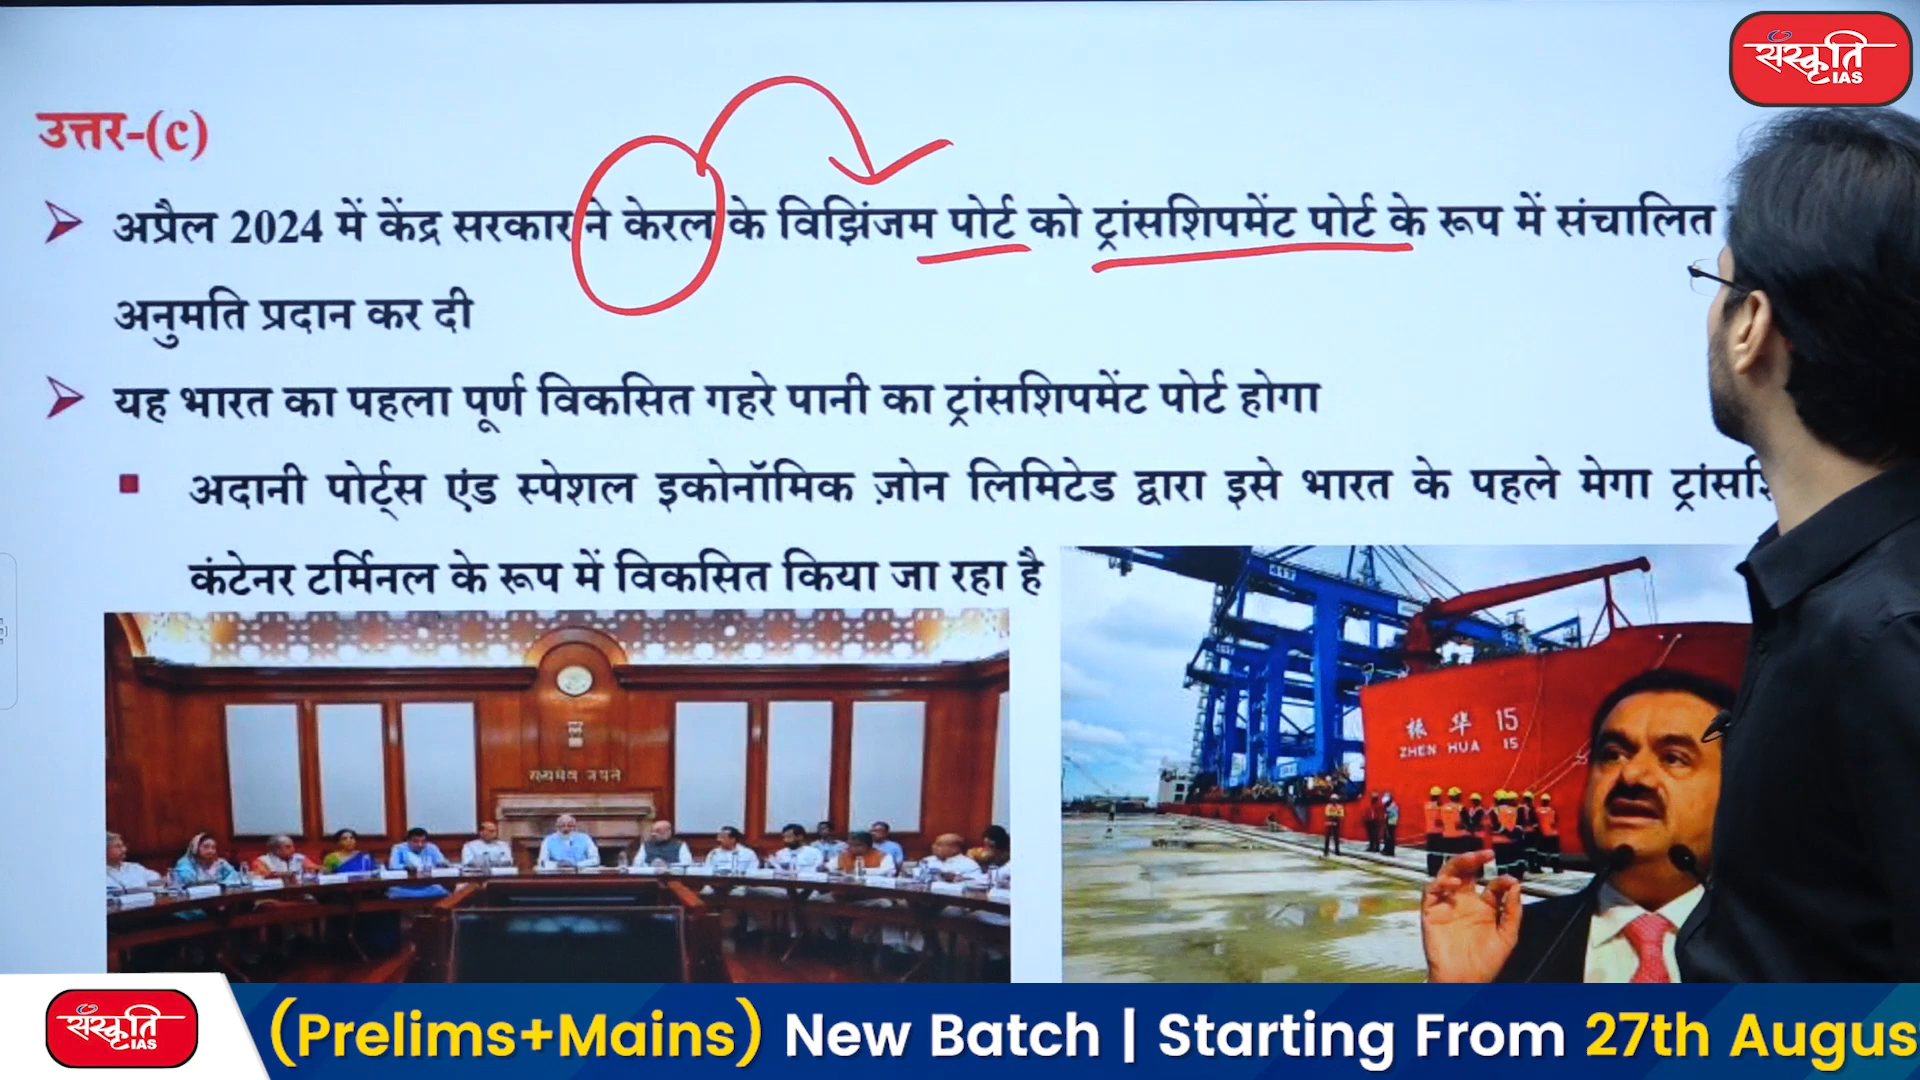 संस्कृति
IAS
उत्तर-(c)
अप्रैल 2024 में केंद्र सरकार ने केरल के विझिंजम पोर्ट को ट्रांसशिपमेंट पोर्ट के रूप में संचालित
अनुमति प्रदान कर दी
यह भारत का पहला पूर्ण विकसित गहरे पानी का ट्रांसशिपमेंट पोर्ट होगा
अदानी पोर्ट्स एंड स्पेशल इकोनॉमिक ज़ोन लिमिटेड द्वारा इसे भारत के पहले मेगा
कंटेनर टर्मिनल के रूप में विकसित किया जा रहा है
सत्यमेव जयते
振华 15
ZHEN HUA 15
संस्कृति
IAS
(Prelims+Mains) New Batch | Starting From 27th Augus